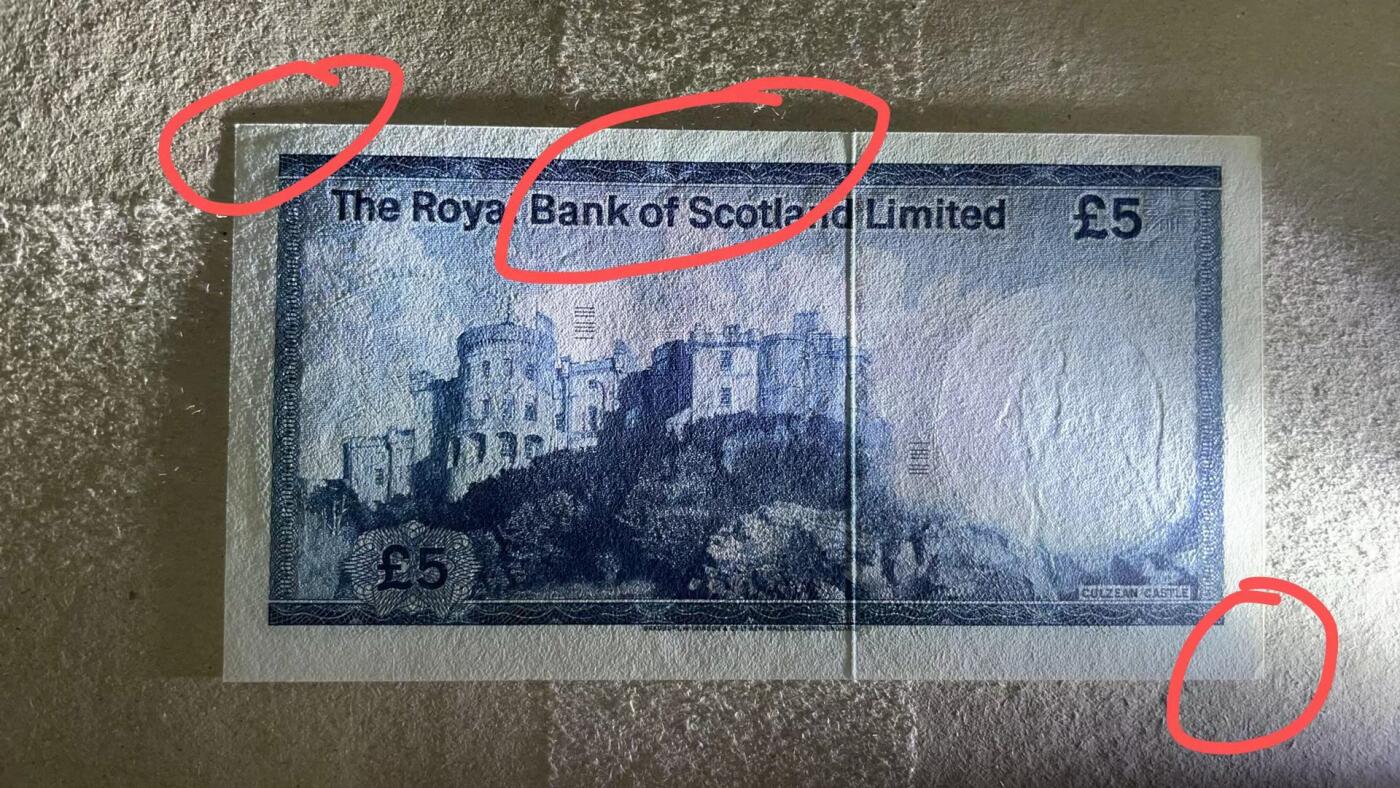 The Royal Bank of Scotland Limited £5
£5
CULZEAN CASTLE